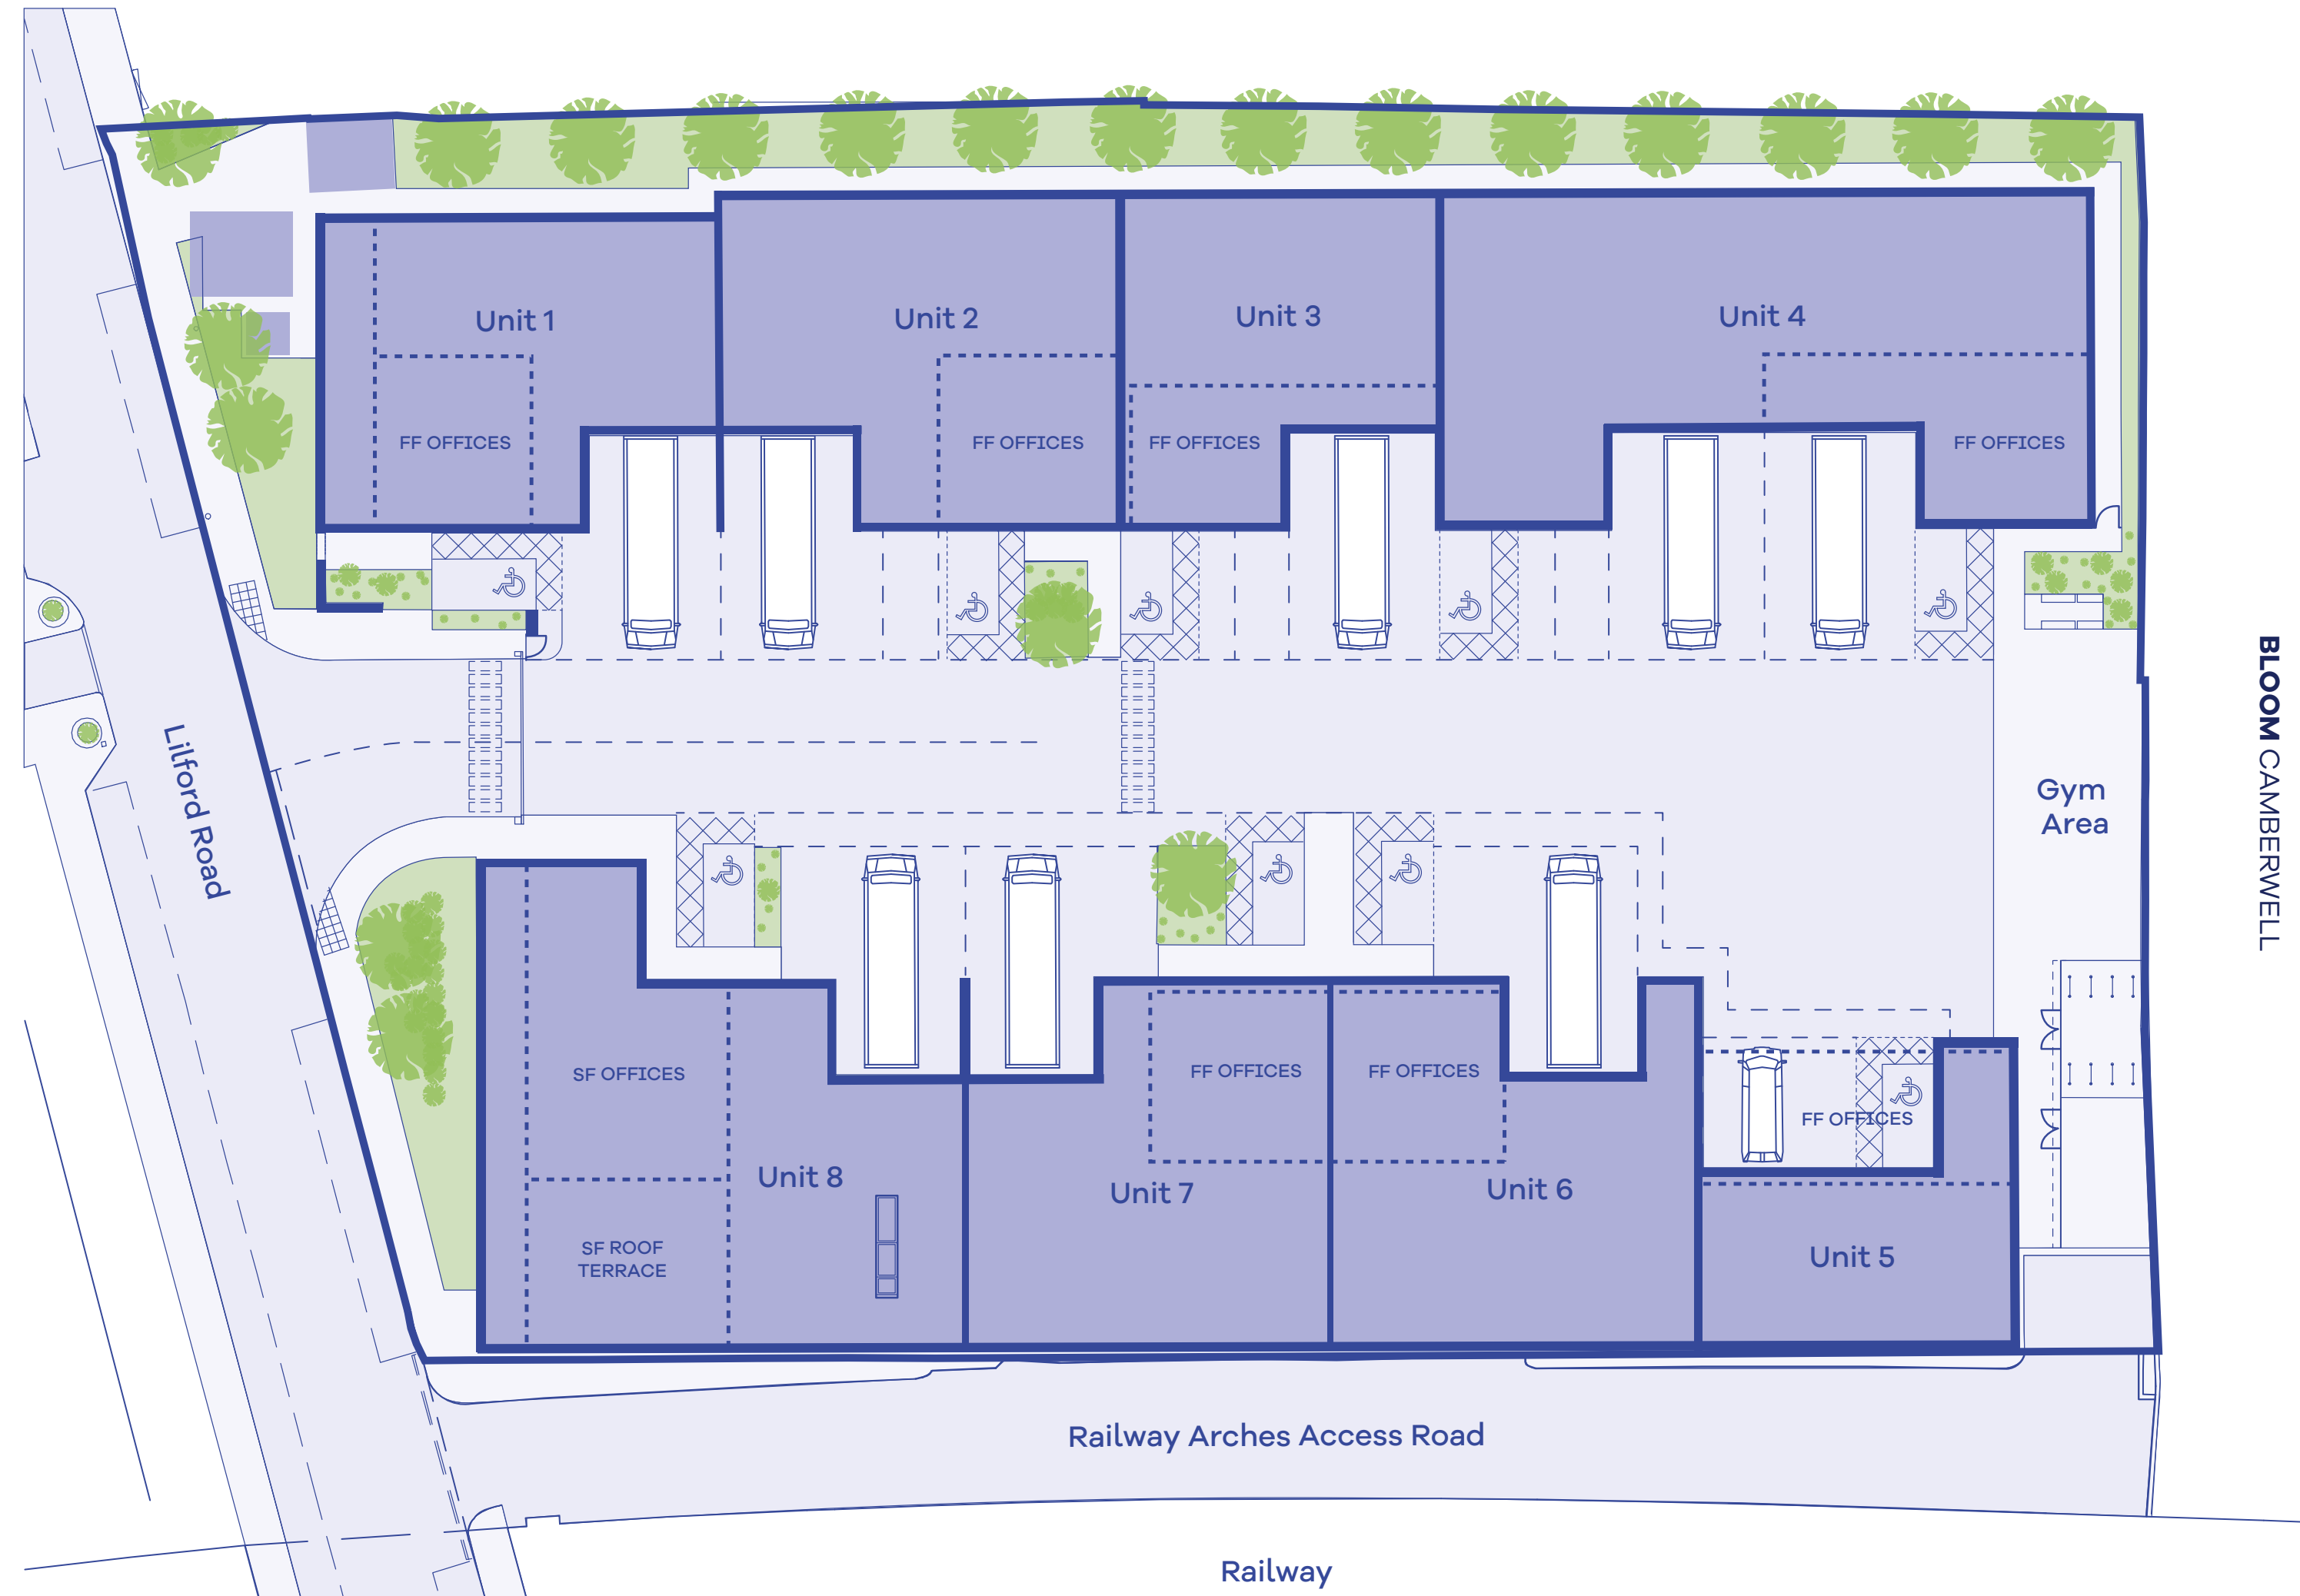 Unit 1
Unit 2
Unit 3
Unit 4
FF OFFICES
FF OFFICES
FF OFFICES
FF OFFICES
BLOOM CAMBERWELL
Lilford Road
Gym
Area
SF OFFICES
FF OFFICES
FF OFFICES
FF OFFICES
Unit 8
Unit 7
Unit 6
Unit 5
SF ROOF
TERRACE
Railway Arches Access Road
Railway